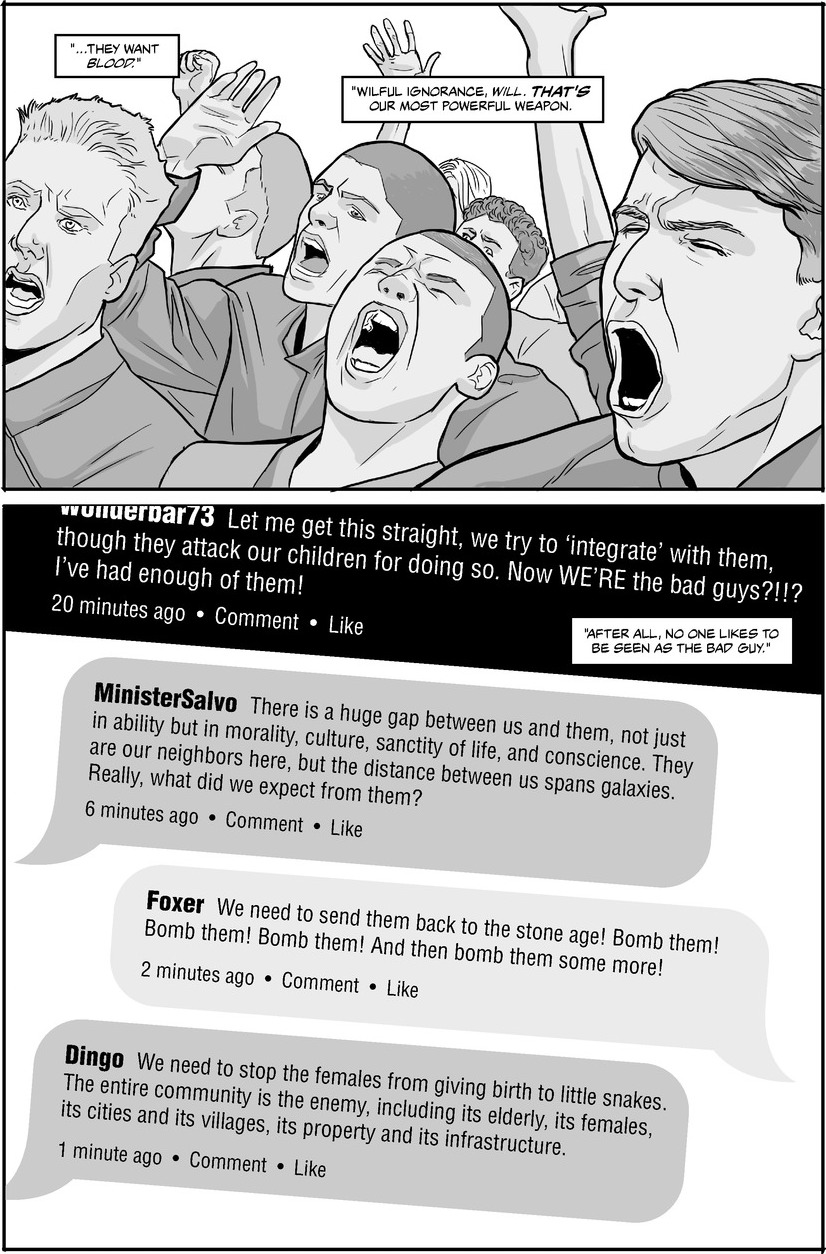 "...THEY WANT
BLOOD."
"WILFUL IGNORANCE, WILL. THAT'S
OUR MOST POWERFUL WEAPON.
Wunderbar73 Let me get this straight, we try to ‘integrate’ with them,
though they attack our children for doing so. Now WE’RE the bad guys?!!?
I’ve had enough of them!
20 minutes ago • Comment • Like
"AFTER ALL, NO ONE LIKES TO
BE SEEN AS THE BAD GUY."
MinisterSalvo There is a huge gap between us and them, not just
in ability but in morality, culture, sanctity of life, and conscience. They
are our neighbors here, but the distance between us spans galaxies.
Really, what did we expect from them?
6 minutes ago • Comment • Like
Foxer We need to send them back to the stone age! Bomb them!
Bomb them! Bomb them! And then bomb them some more!
2 minutes ago • Comment • Like
Dingo We need to stop the females from giving birth to little snakes.
The entire community is the enemy, including its elderly, its females,
its cities and its villages, its property and its infrastructure.
1 minute ago • Comment • Like